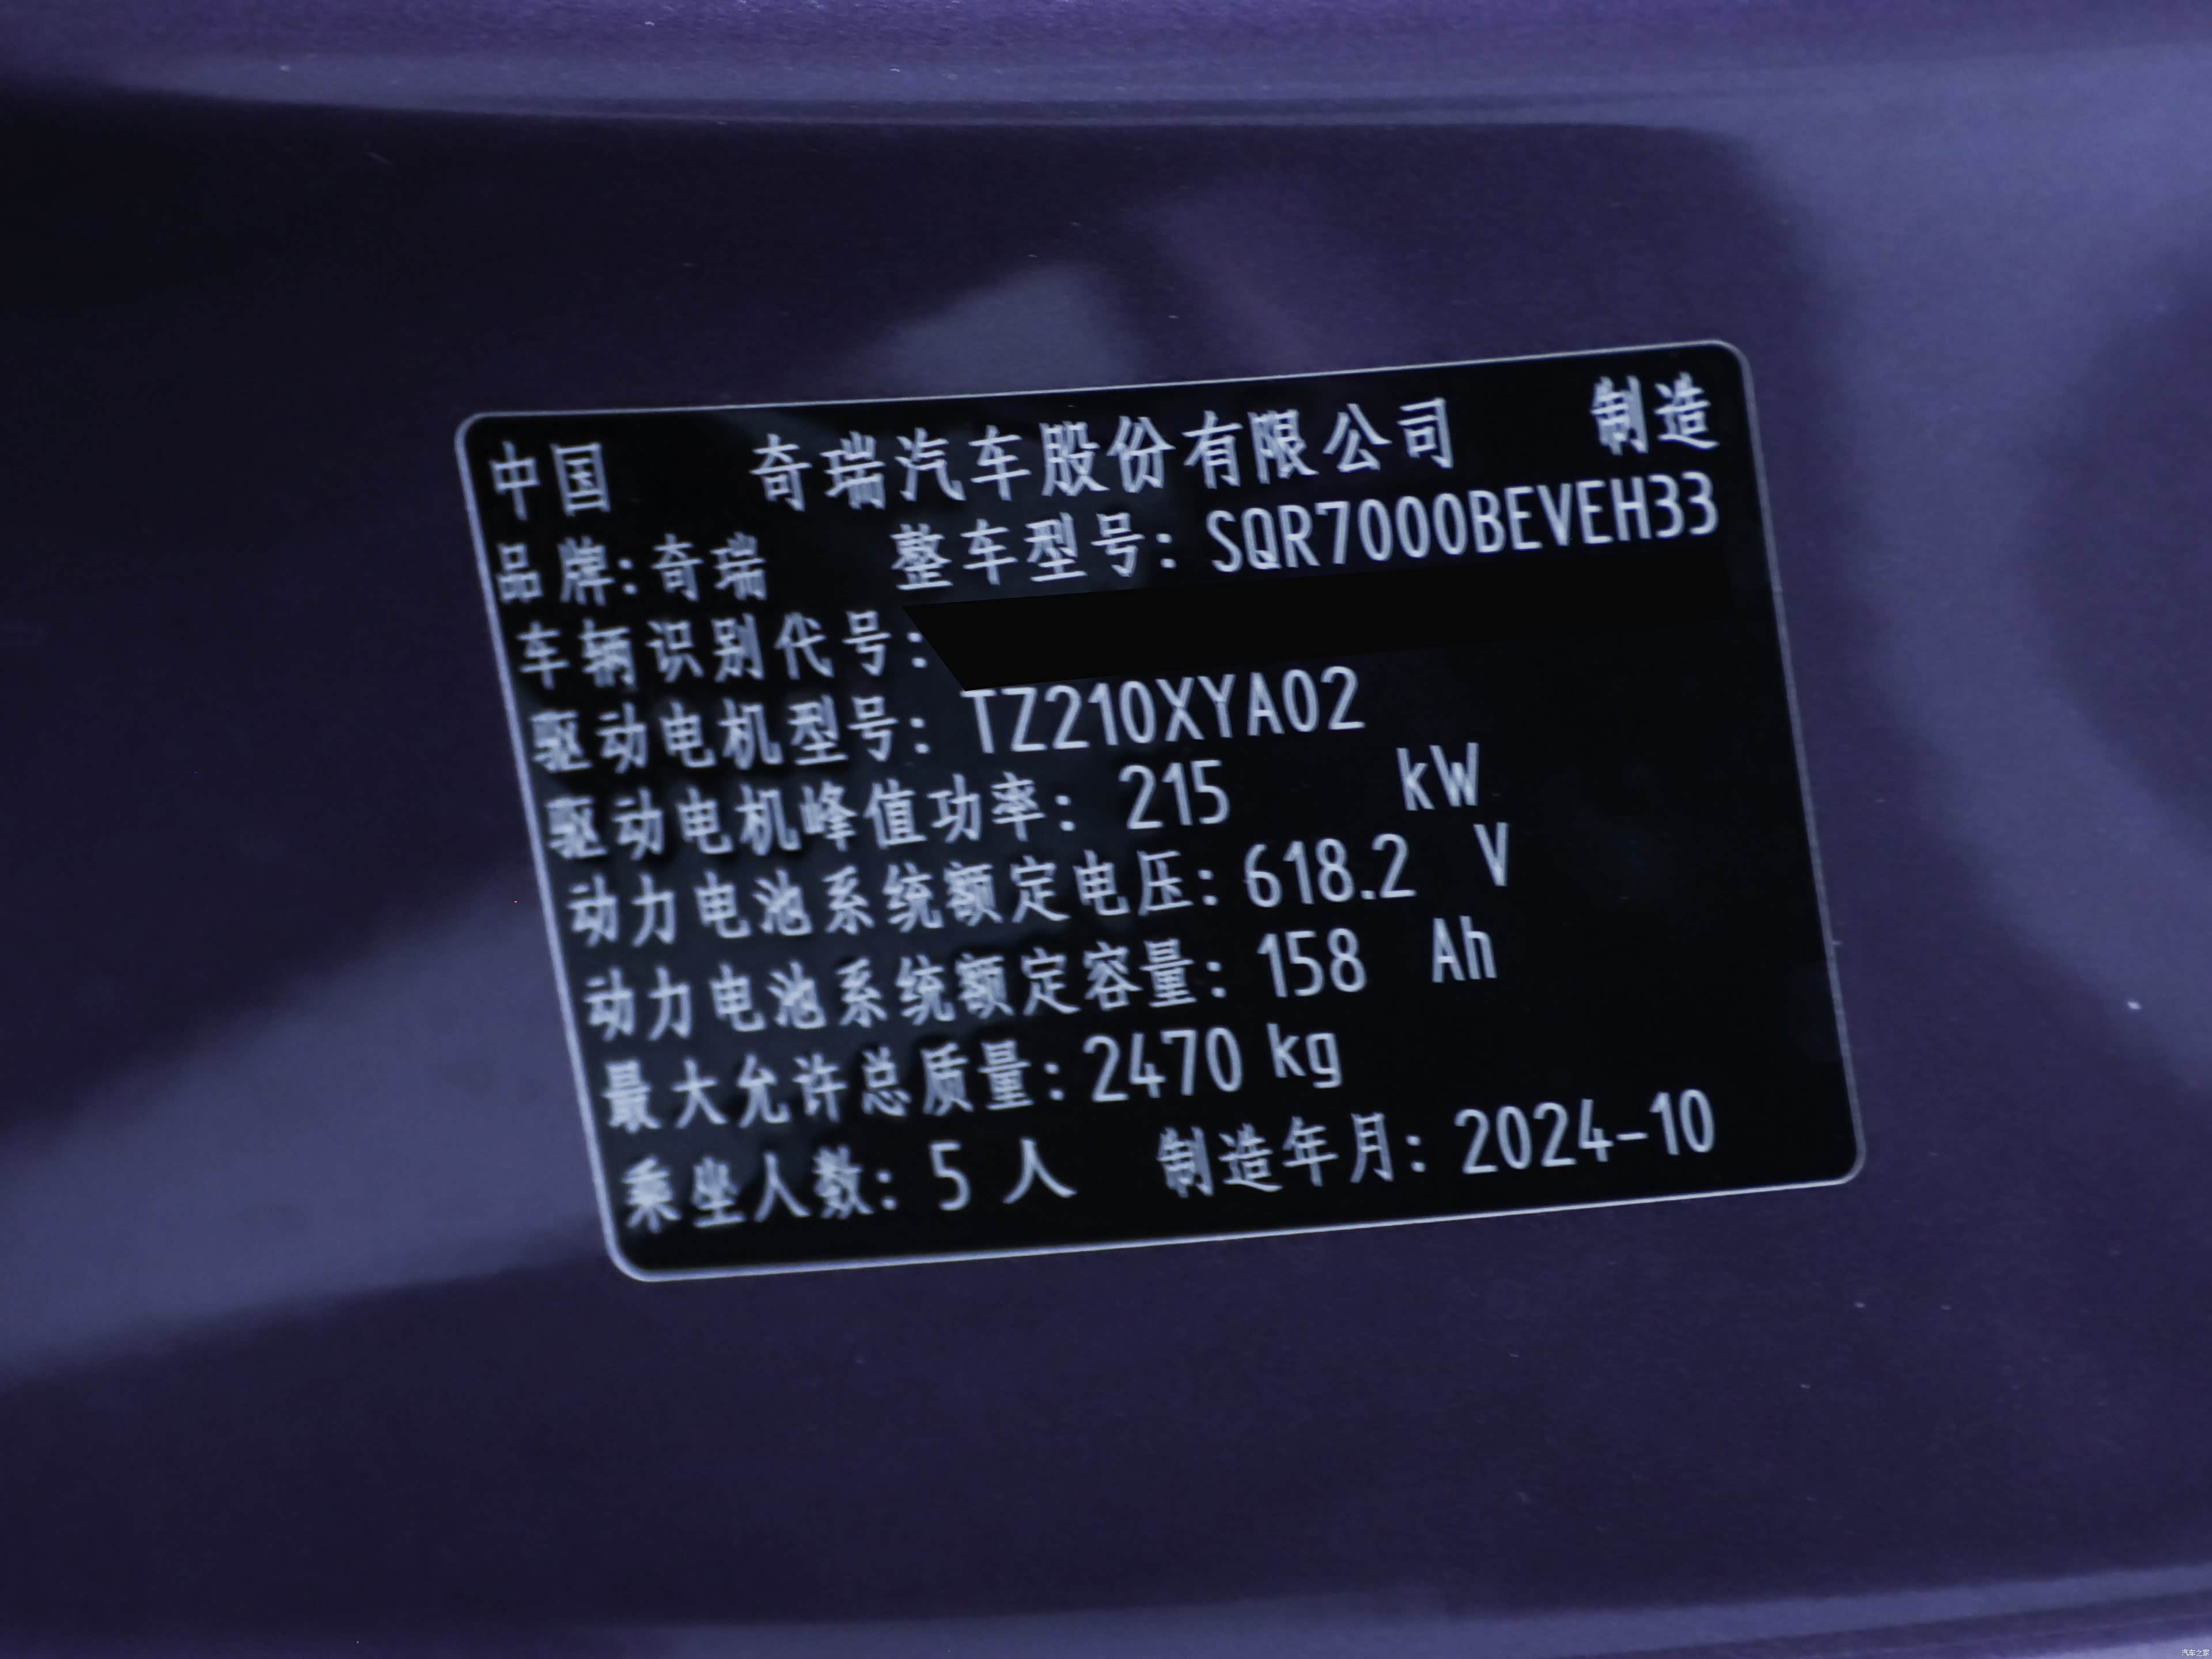 中国 奇瑞汽车股份有限公司 制造
品牌:奇瑞 整车型号: SQR7000BEVEH33
车辆识别代号:
驱动电机型号: TZ210XYA02
驱动电机峰值功率: 215 kW
动力电池系统额定电压: 618.2 V
动力电池系统额定容量: 158 Ah
最大允许总质量: 2470 kg
乘坐人数: 5 人 制造年月: 2024-10
汽车之家